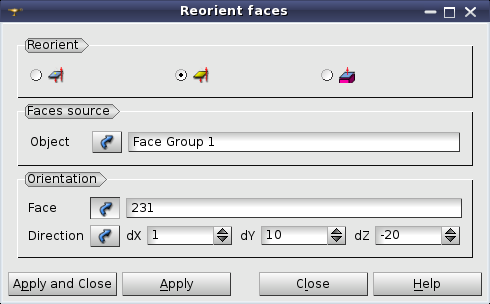 Reorient faces
Reorient
Faces source
Object Face Group 1
Orientation
Face 231
Direction dX 1 dY 10 dZ -20
Apply and Close Apply Close Help